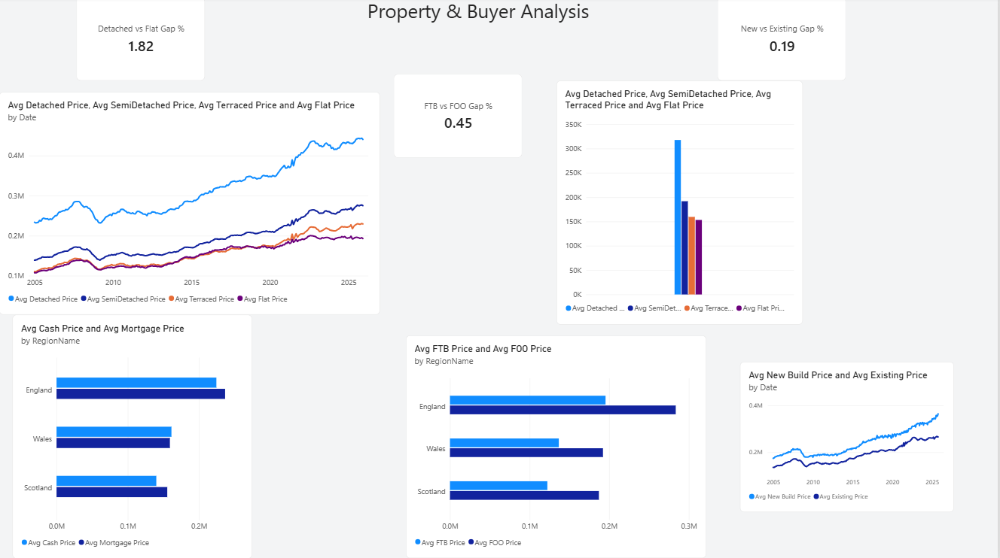 Property & Buyer Analysis
Detached vs Flat Gap %
1.82
New vs Existing Gap %
0.19
FTB vs FOO Gap %
0.45
Avg Detached Price, Avg SemiDetached Price, Avg Terraced Price and Avg Flat Price
by Date
0.4M
0.3M
0.2M
0.1M
2005 2010 2015 2020 2025
Avg Detached Price Avg SemiDetached Price Avg Terraced Price Avg Flat Price
Avg Detached Price, Avg SemiDetached Price, Avg
Terraced Price and Avg Flat Price
350K
300K
250K
200K
150K
100K
50K
0K
Avg Detached ... Avg SemiDet... Avg Terrace... Avg Flat Pri...
Avg Cash Price and Avg Mortgage Price
by RegionName
England
Wales
Scotland
0.0M 0.1M 0.2M
Avg Cash Price Avg Mortgage Price
Avg FTB Price and Avg FOO Price
by RegionName
England
Wales
Scotland
0.0M 0.1M 0.2M 0.3M
Avg FTB Price Avg FOO Price
Avg New Build Price and Avg Existing Price
by Date
0.4M
0.2M
2005 2010 2015 2020 2025
Avg New Build Price Avg Existing Price